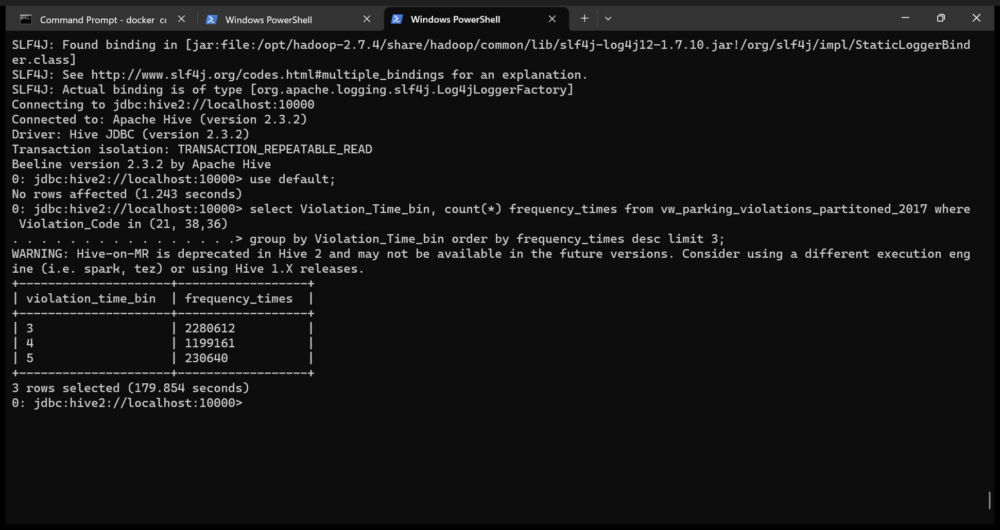 Command Prompt - docker cc
Windows PowerShell
Windows PowerShell
SLF4J: Found binding in [jar:file:/opt/hadoop-2.7.4/share/hadoop/common/lib/slf4j-log4j12-1.7.10.jar!/org/slf4j/impl/StaticLoggerBind
er.class]
SLF4J: See http://www.slf4j.org/codes.html#multiple_bindings for an explanation.
SLF4J: Actual binding is of type [org.apache.logging.slf4j.Log4jLoggerFactory]
Connecting to jdbc:hive2://localhost:10000
Connected to: Apache Hive (version 2.3.2)
Driver: Hive JDBC (version 2.3.2)
Transaction isolation: TRANSACTION_REPEATABLE_READ
Beeline version 2.3.2 by Apache Hive
0: jdbc:hive2://localhost:10000> use default;
No rows affected (1.243 seconds)
0: jdbc:hive2://localhost:10000> select Violation_Time_bin, count(*) frequency_times from vw_parking_violations_partitoned_2017 where
 Violation_Code in (21, 38,36)
. . . . . . . . . . . . . . . .> group by Violation_Time_bin order by frequency_times desc limit 3;
WARNING: Hive-on-MR is deprecated in Hive 2 and may not be available in the future versions. Consider using a different execution eng
ine (i.e. spark, tez) or using Hive 1.X releases.
+---------------------+------------------+
| violation_time_bin  | frequency_times  |
+---------------------+------------------+
| 3                   | 2280612          |
| 4                   | 1199161          |
| 5                   | 230640           |
+---------------------+------------------+
3 rows selected (179.854 seconds)
0: jdbc:hive2://localhost:10000>